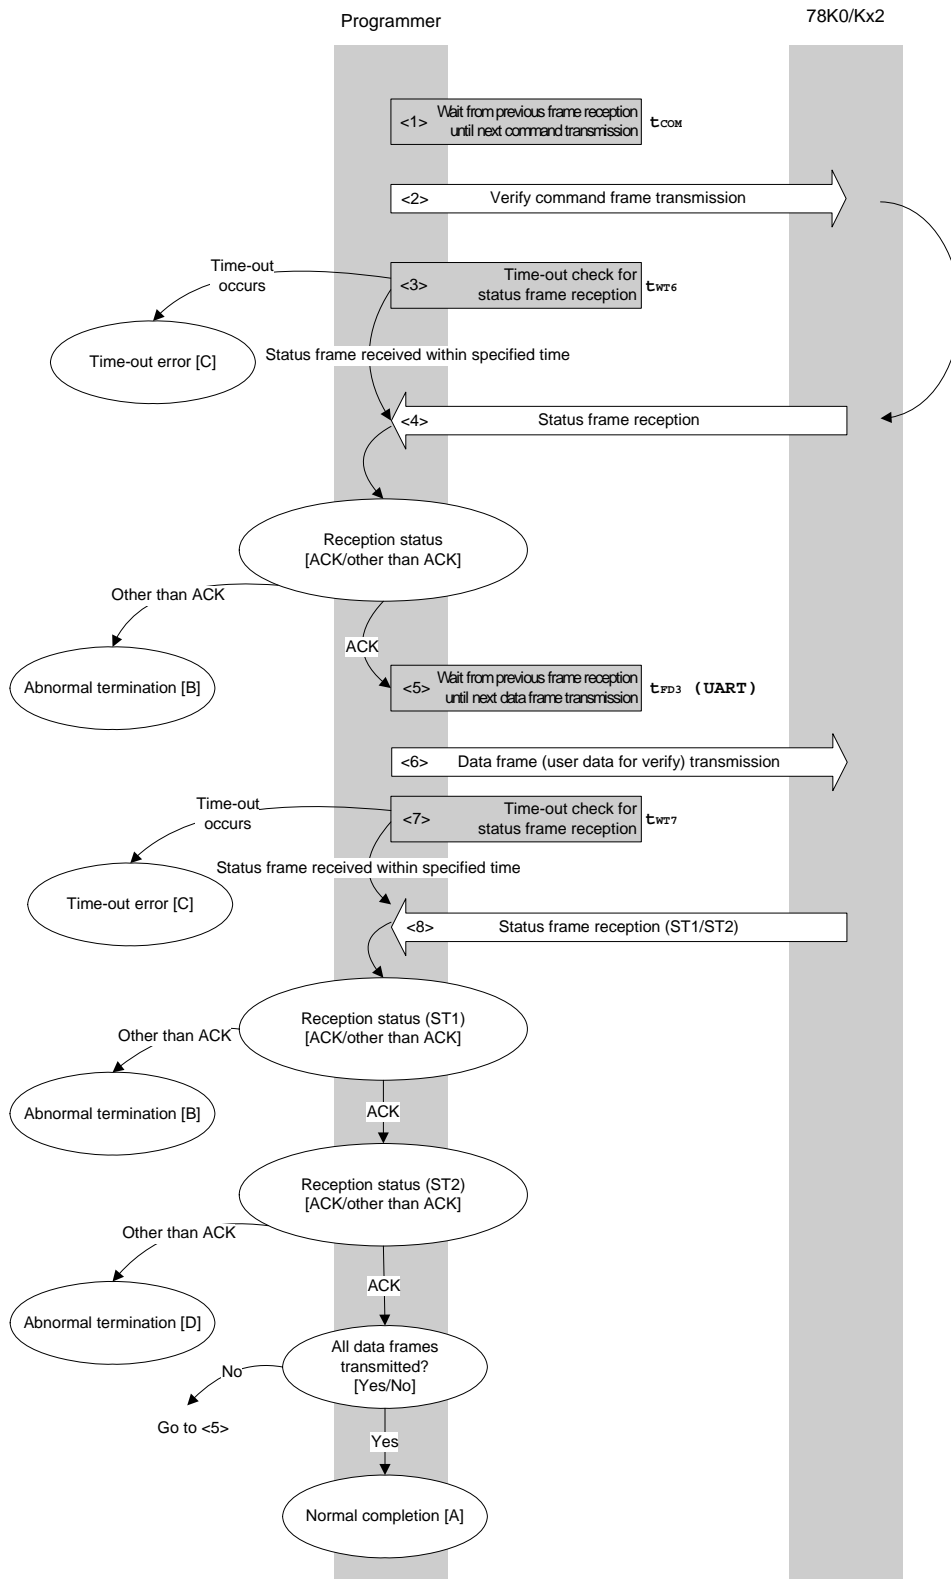 Programmer
78K0/Kx2
<1> Wait from previous frame reception
until next command transmission
tCOM
<2> Verify command frame transmission
Time-out
occurs
<3> Time-out check for
status frame reception
tWT6
Time-out error [C]
Status frame received within specified time
<4> Status frame reception
Reception status
[ACK/other than ACK]
Other than ACK
ACK
Abnormal termination [B]
<5> Wait from previous frame reception
until next data frame transmission
tFD3 (UART)
<6> Data frame (user data for verify) transmission
Time-out
occurs
<7> Time-out check for
status frame reception
tWT7
Status frame received within specified time
Time-out error [C]
<8> Status frame reception (ST1/ST2)
Reception status (ST1)
[ACK/other than ACK]
Other than ACK
Abnormal termination [B]
ACK
Reception status (ST2)
[ACK/other than ACK]
Other than ACK
ACK
Abnormal termination [D]
All data frames
transmitted?
[Yes/No]
No
Go to <5>
Yes
Normal completion [A]